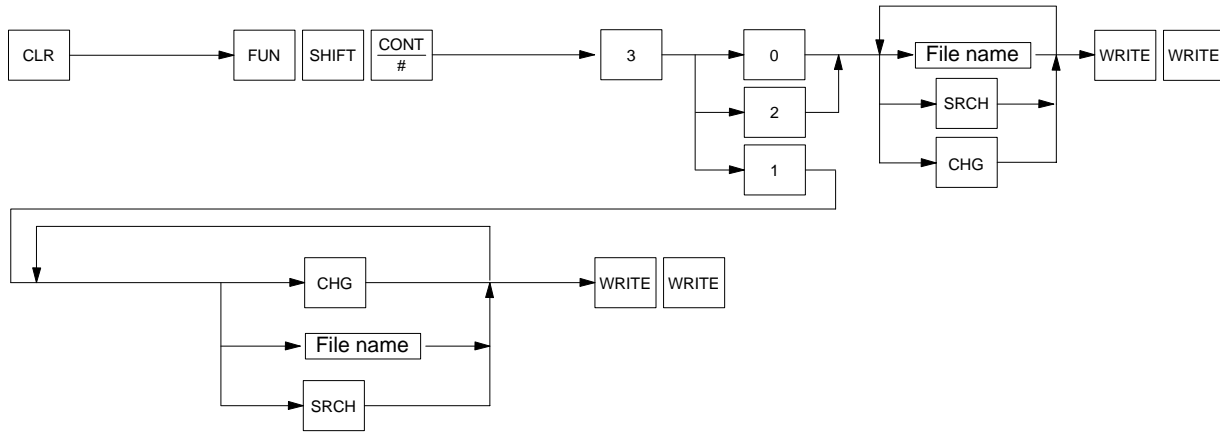 CLR
FUN
SHIFT
CONT
#
3
0
2
1
File name
SRCH
CHG
WRITE
WRITE
CHG
File name
SRCH
WRITE
WRITE